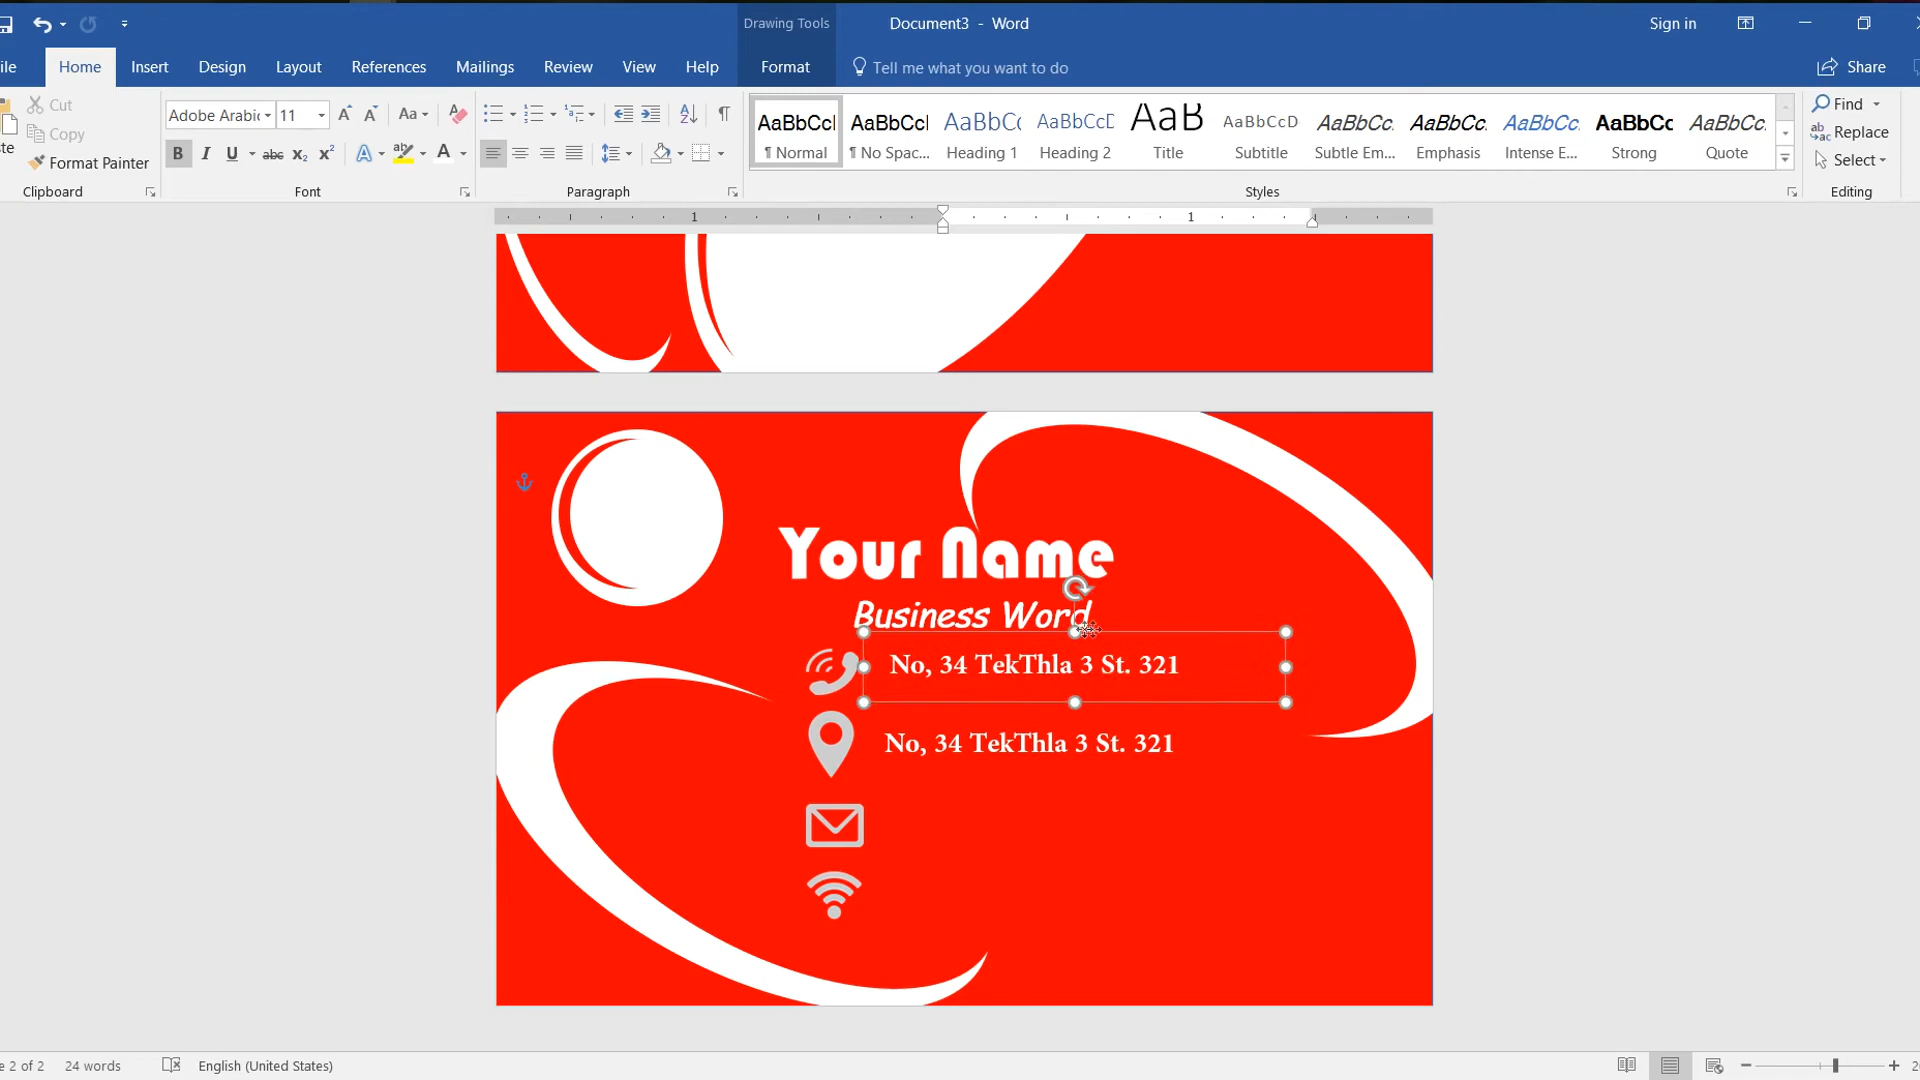 Drawing Tools
Document3 - Word
Sign in
Home
Insert
Design
Layout
References
Mailings
Review
View
Help
Format
Tell me what you want to do
Share
Cut
Copy
Format Painter
Clipboard
Adobe Arabic
11
Aa
Font
Paragraph
AaBbCcI
¶ Normal
AaBbCcI
¶ No Spac...
AaBbCc
Heading 1
AaBbCcD
Heading 2
AaB
Title
AaBbCcD
Subtitle
AaBbCc.
Subtle Em...
AaBbCc.
Emphasis
AaBbCc.
Intense E...
AaBbCc
Strong
AaBbCc.
Quote
Styles
Find
Replace
Select
Editing
1
1
Your Name
Business Word
No, 34 TekThla 3 St. 321
No, 34 TekThla 3 St. 321
2 of 2
24 words
English (United States)